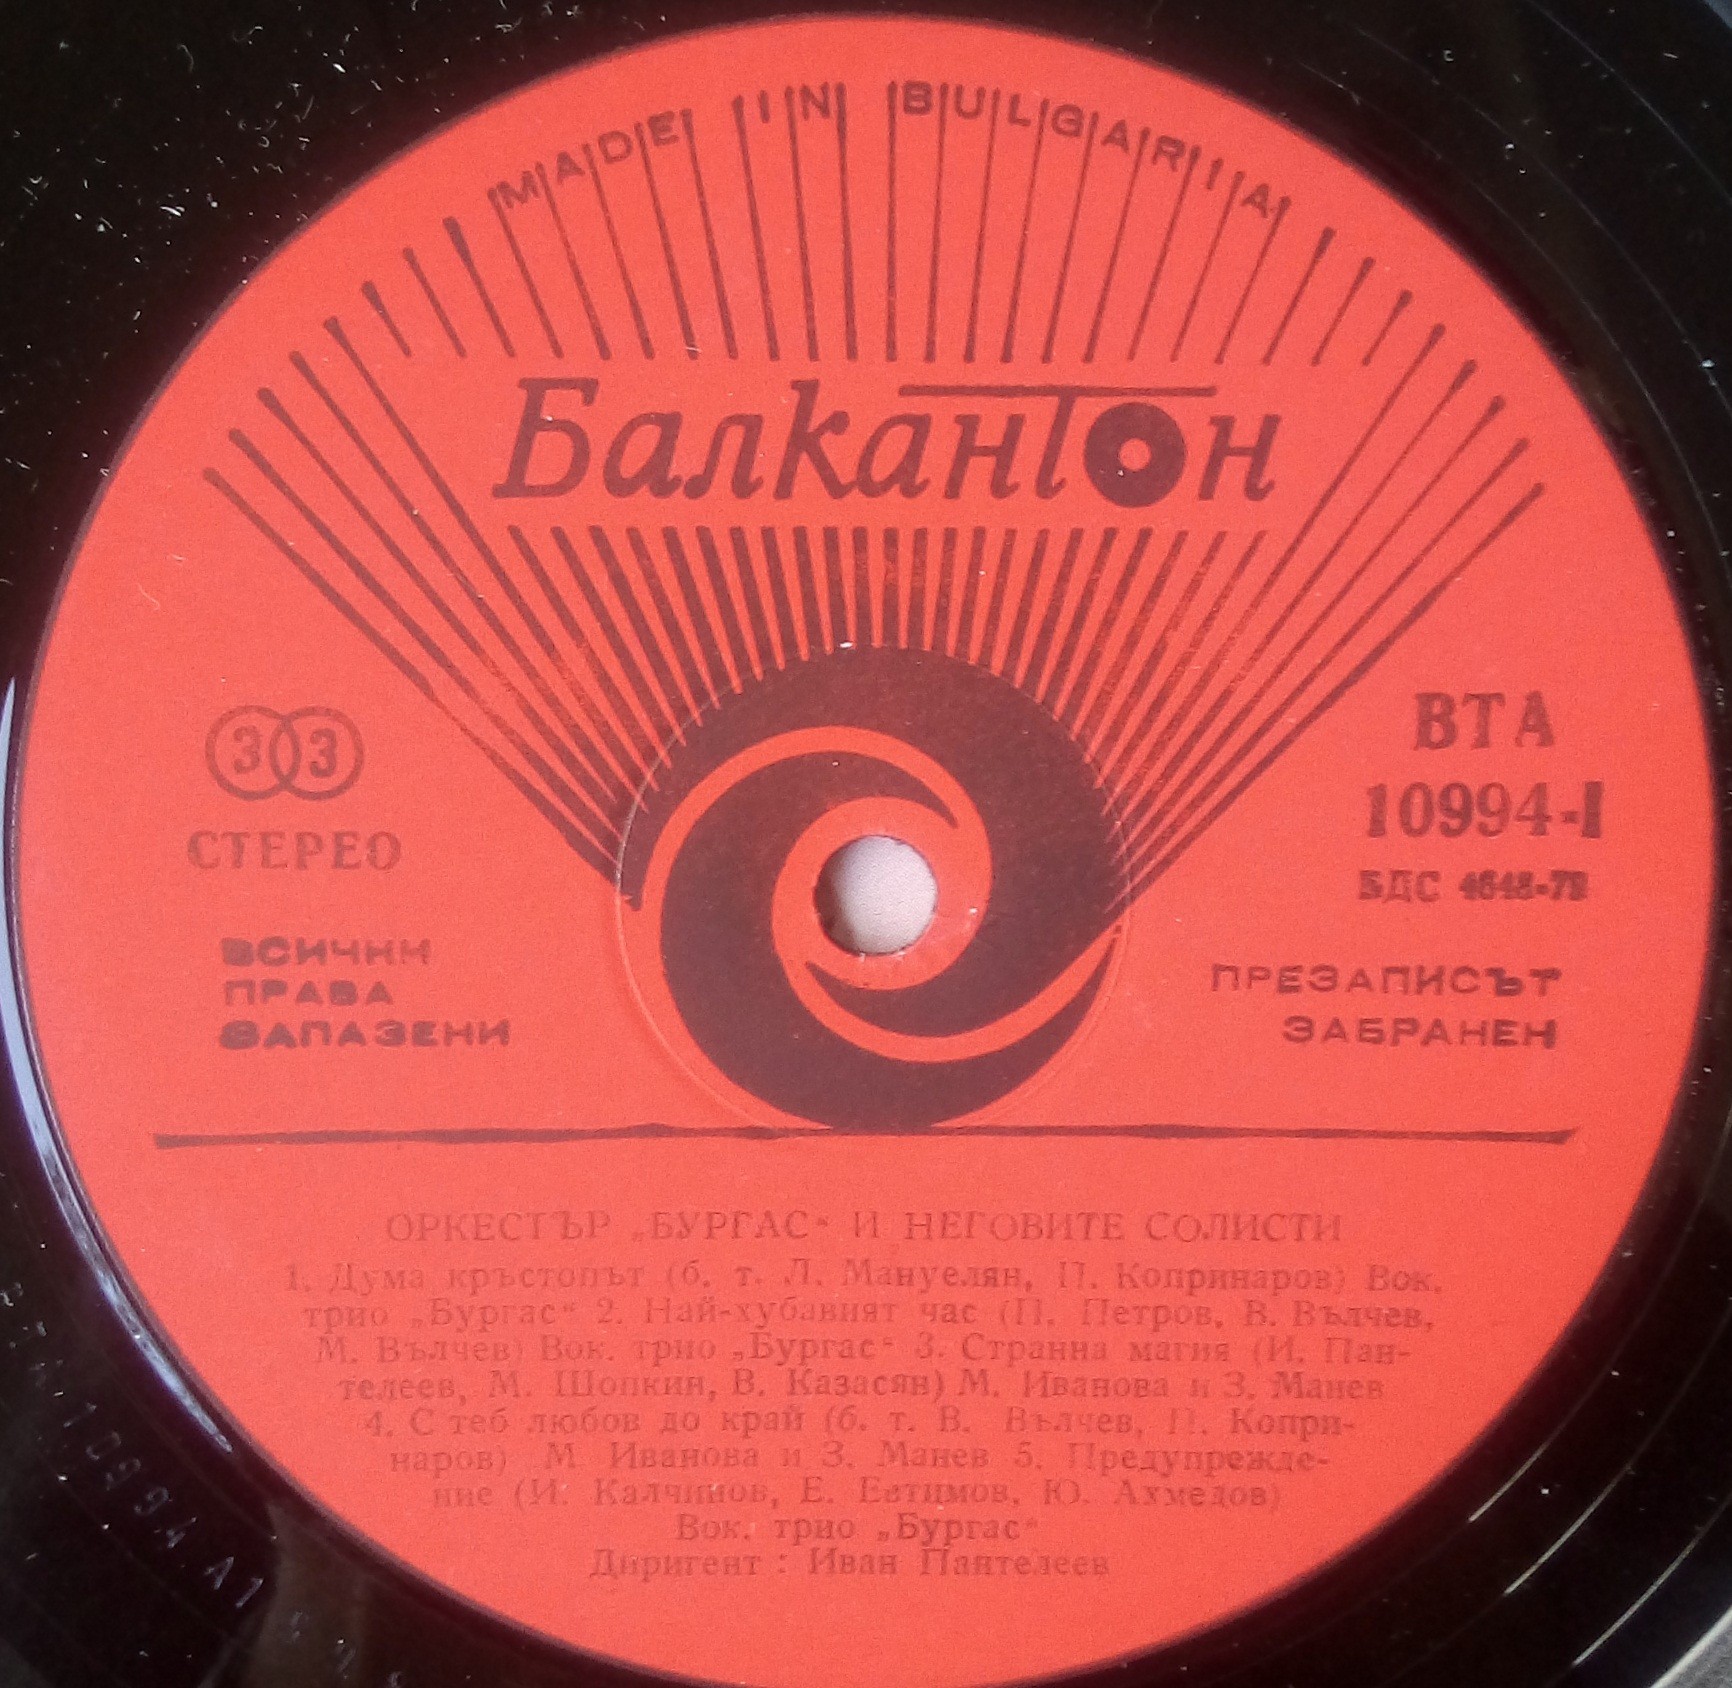 MADE IN BULGARIA
Балкантон
33
СТЕРЕО
ВСИЧКИ
ПРАВА
ЗАПАЗЕНИ
ВТА
10994-I
БДС
ПРЕЗАПИСЪТ
ЗАБРАНЕН
ОРКЕСТЪР „БУРГАС“ И НЕГОВИТЕ СОЛИСТИ
1. Дума кръстопът (б. т. Л. Мануелян, П. Копринаров) Вок.
трио „Бургас“ 2. Най-хубавият час (П. Петров, В. Вълчев,
М. Вълчев) Вок. трио „Бургас“ 3. Странна магия (И. Пан-
телеев, М. Шопкин, В. Казасян) М. Иванова и З. Манев
4. С теб любов до край (б. т. В. Вълчев, П. Копри-
наров) М. Иванова и З. Манев 5. Предупрежде-
ние (И. Калчинов, Е. Евтимов, Ю. Ахмедов)
Вок. трио „Бургас“
Диригент : Иван Пантелеев
10994 A1